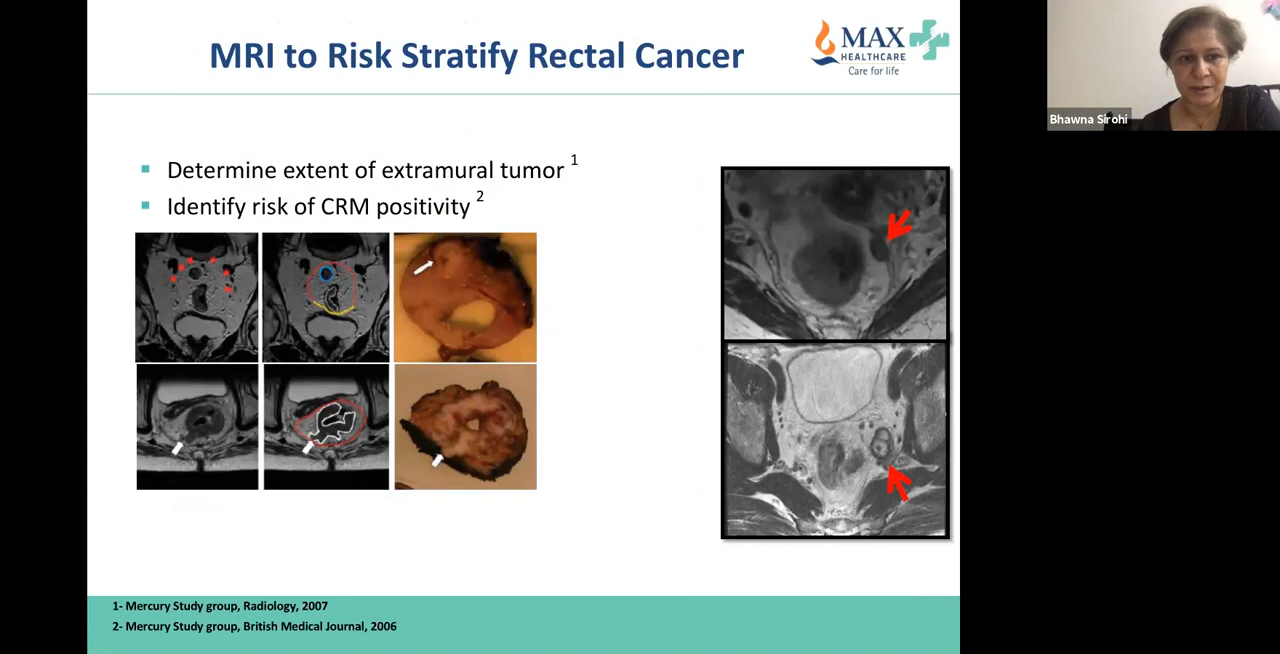 MRI to Risk Stratify Rectal Cancer
MAX
HEALTHCARE
Care for life
Bhawna Sirohi
Determine extent of extramural tumor 1
Identify risk of CRM positivity 2
1- Mercury Study group, Radiology, 2007
2- Mercury Study group, British Medical Journal, 2006